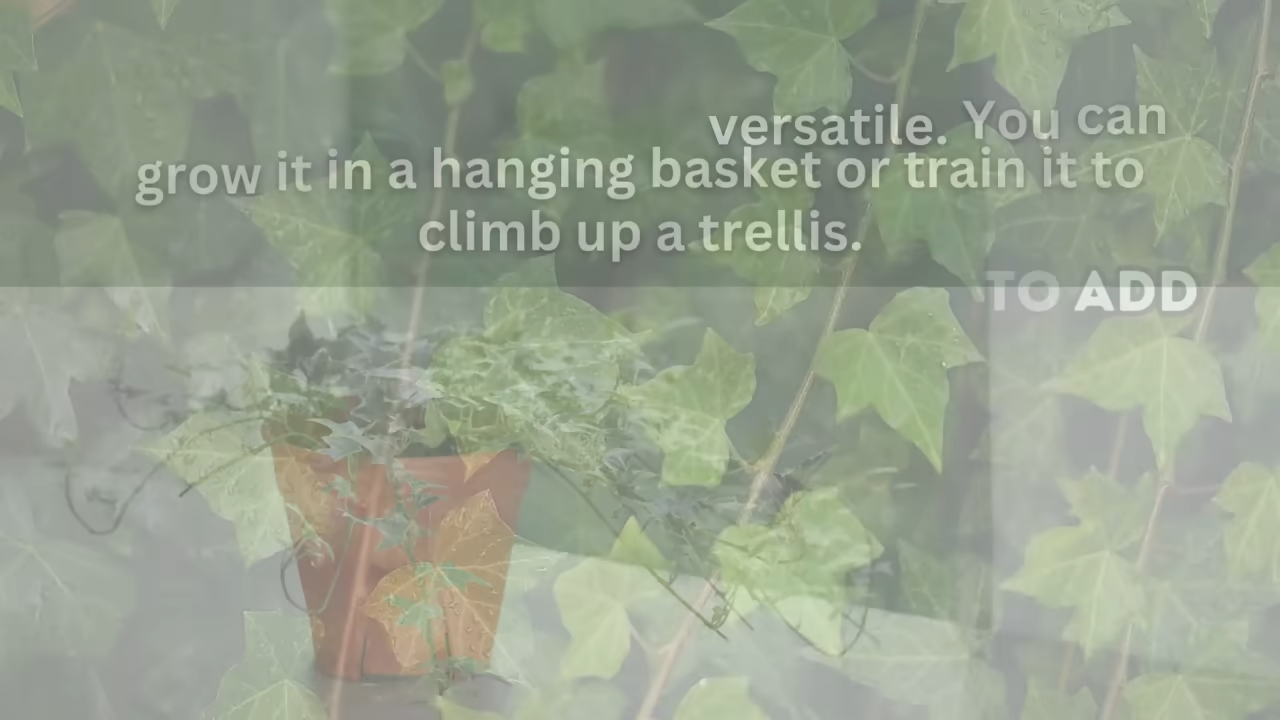 versatile. You can
grow it in a hanging basket or train it to
climb up a trellis.
TO ADD